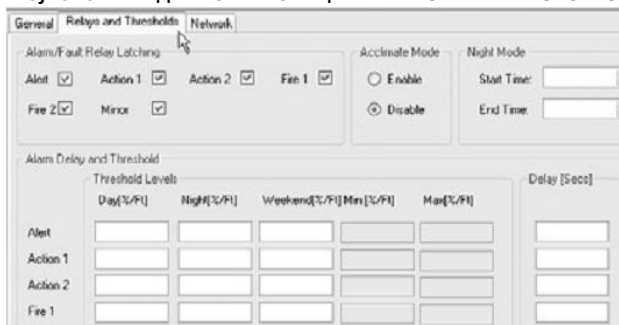 General Relays and Thresholds Network
Alarm/Fault Relay Latching Acclimate Mode Night Mode
Alert Action 1 Action 2 Fire 1 Enable Start Time:
Fire 2 Minor Disable End Time:
Alarm Delay and Threshold
Threshold Levels Delay [Secs]
Day[%/Ft] Night[%/Ft] Weekend[%/Ft] Min [%/Ft] Max[%/Ft]
Alert
Action 1
Action 2
Fire 1